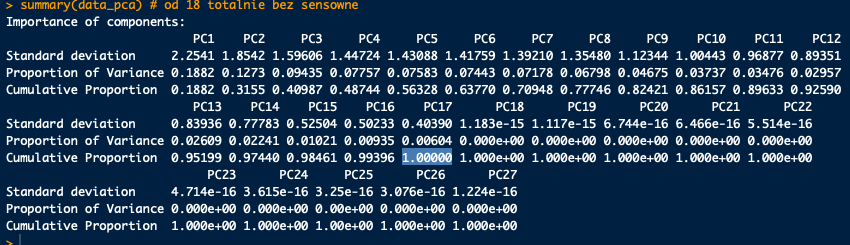 > summary(data_pca) # od 18 totalnie bez sensowne
Importance of components:
PC1 PC2 PC3 PC4 PC5 PC6 PC7 PC8 PC9 PC10 PC11 PC12
Standard deviation 2.2541 1.8542 1.59606 1.44724 1.43088 1.41759 1.39210 1.35480 1.12344 1.00443 0.96877 0.89351
Proportion of Variance 0.1882 0.1273 0.09435 0.07757 0.07583 0.07443 0.07178 0.06798 0.04675 0.03737 0.03476 0.02957
Cumulative Proportion 0.1882 0.3155 0.40987 0.48744 0.56328 0.63770 0.70948 0.77746 0.82421 0.86157 0.89633 0.92590
PC13 PC14 PC15 PC16 PC17 PC18 PC19 PC20 PC21 PC22
Standard deviation 0.83936 0.77783 0.52504 0.50233 0.40390 1.183e-15 1.117e-15 6.744e-16 6.466e-16 5.514e-16
Proportion of Variance 0.02609 0.02241 0.01021 0.00935 0.00604 0.000e+00 0.000e+00 0.000e+00 0.000e+00 0.000e+00
Cumulative Proportion 0.95199 0.97440 0.98461 0.99396 1.00000 1.000e+00 1.000e+00 1.000e+00 1.000e+00 1.000e+00
PC23 PC24 PC25 PC26 PC27
Standard deviation 4.714e-16 3.615e-16 3.25e-16 3.076e-16 1.224e-16
Proportion of Variance 0.000e+00 0.000e+00 0.00e+00 0.000e+00 0.000e+00
Cumulative Proportion 1.000e+00 1.000e+00 1.00e+00 1.000e+00 1.000e+00
>